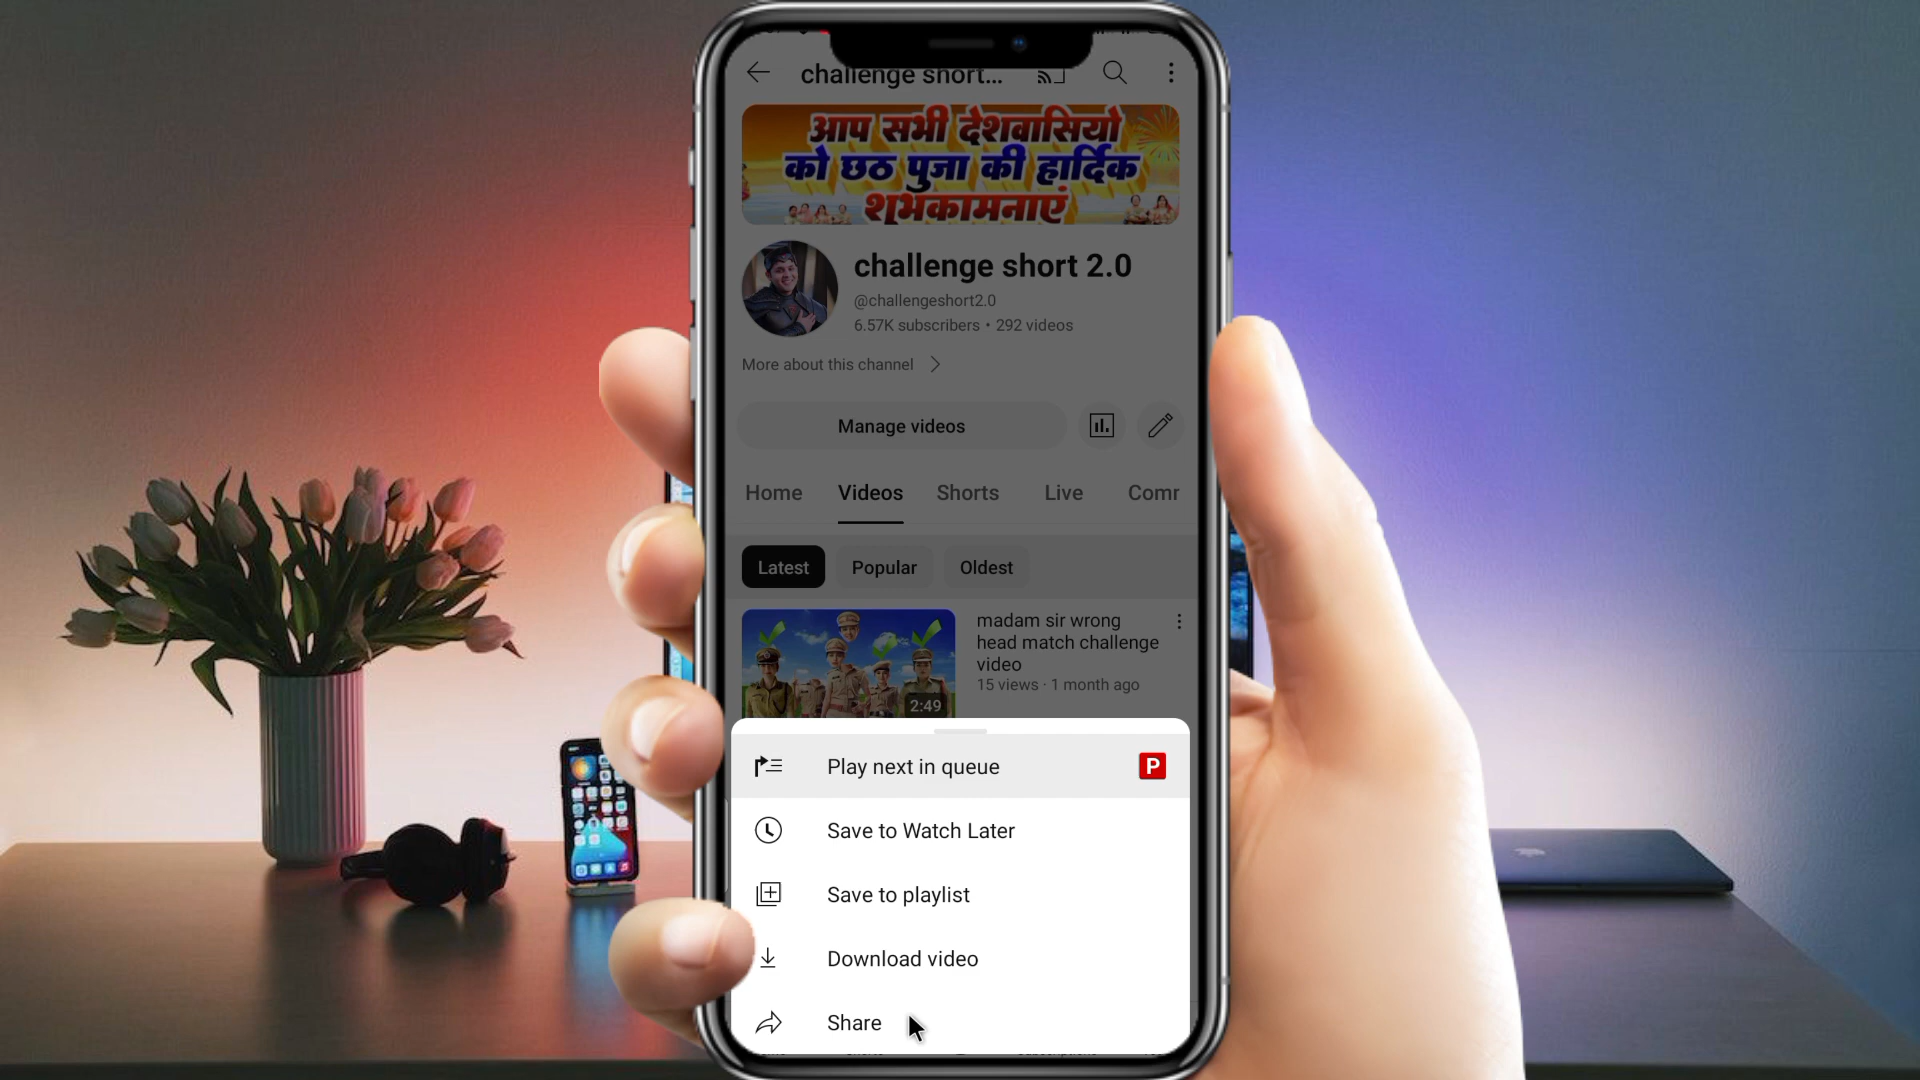 challenge short...
आप सभी देशवासियो
को छठ पुजा की हार्दिक
शुभकामनाएं
challenge short 2.0
@challengeshort2.0
6.57K subscribers • 292 videos
More about this channel
Manage videos
Home Videos Shorts Live Comr
Latest Popular Oldest
madam sir wrong
head match challenge
video
15 views · 1 month ago
2:49
Play next in queue P
Save to Watch Later
Save to playlist
Download video
Share